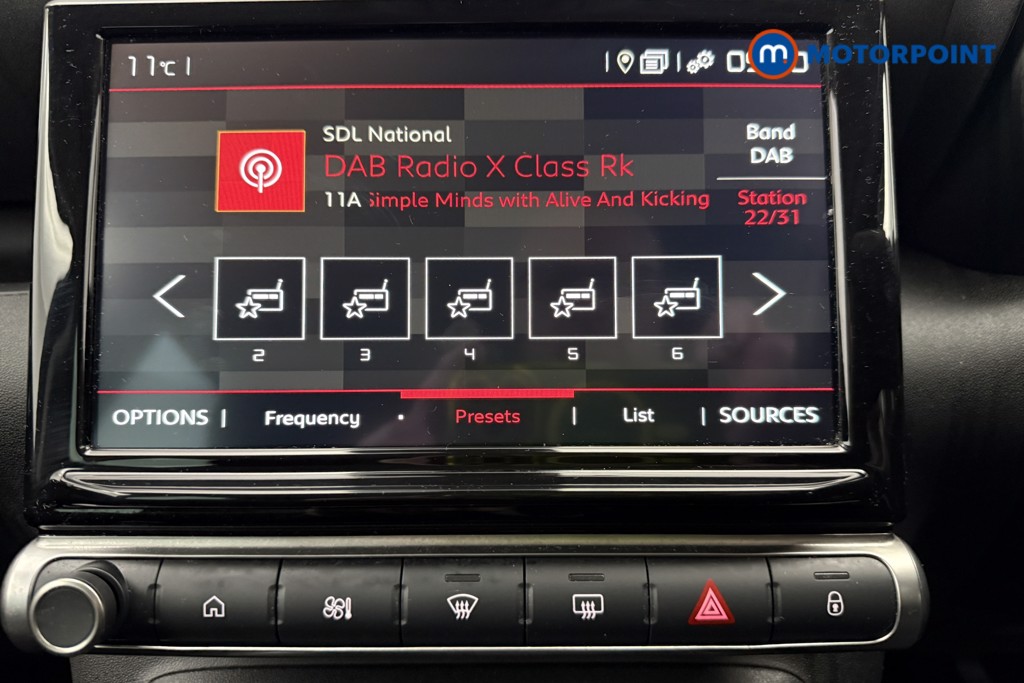 11°C
m MOTORPOINT
SDL National
Band
DAB
DAB Radio X Class Rk
11A Simple Minds with Alive And Kicking
Station
22/31
2 3 4 5 6
OPTIONS Frequency Presets List SOURCES